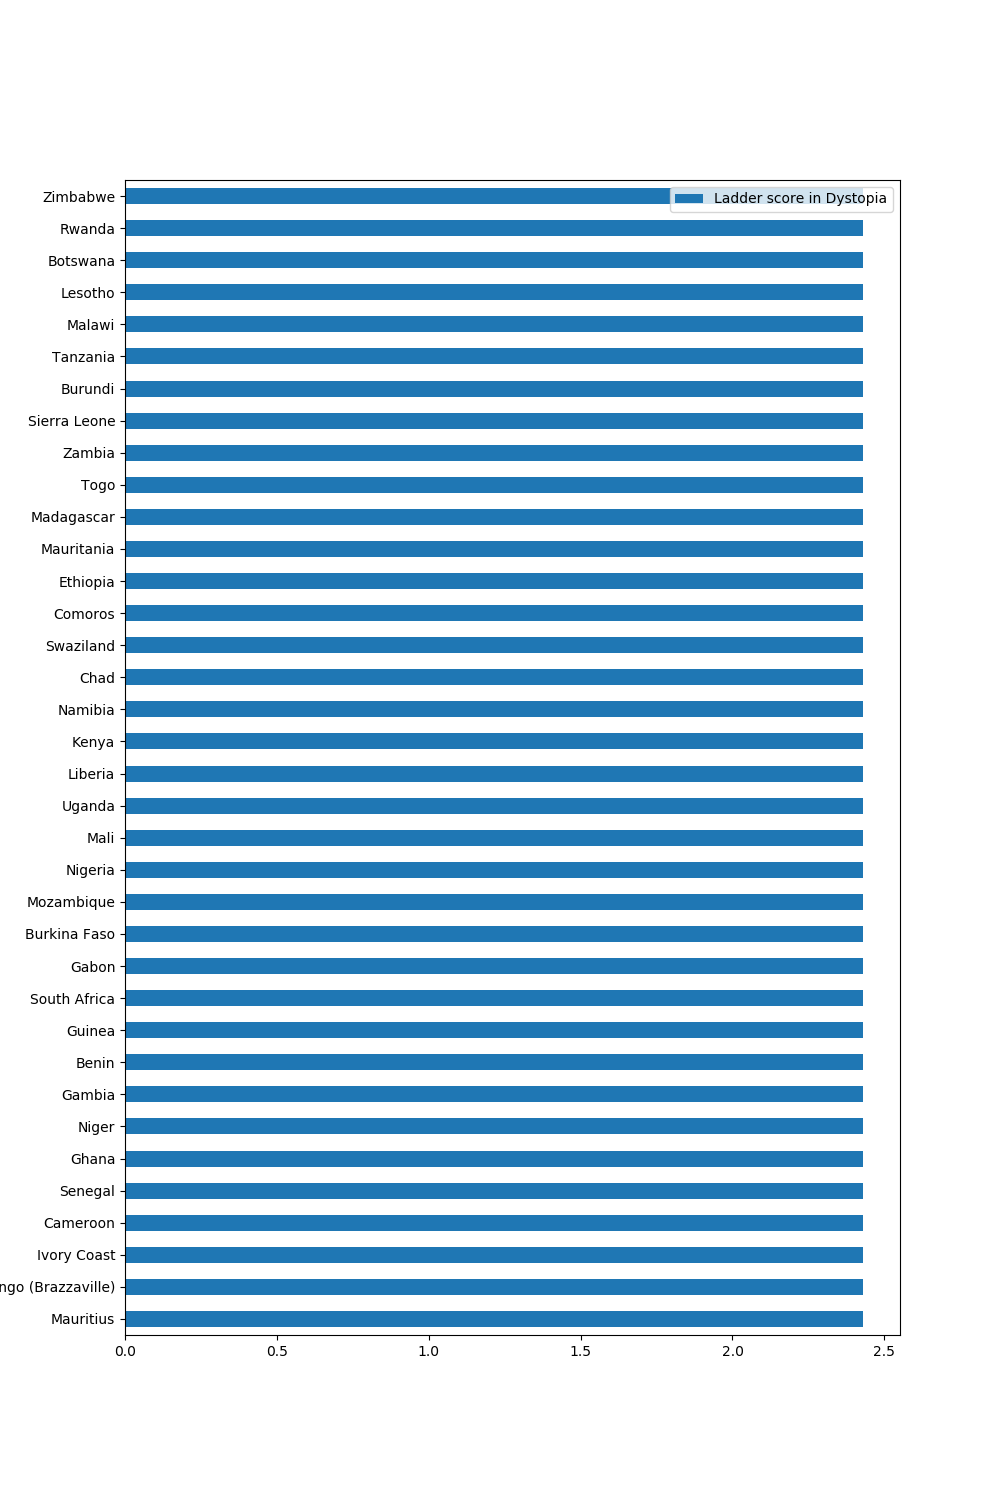 Zimbabwe
Ladder score in Dystopia
Rwanda
Botswana
Lesotho
Malawi
Tanzania
Burundi
Sierra Leone
Zambia
Togo
Madagascar
Mauritania
Ethiopia
Comoros
Swaziland
Chad
Namibia
Kenya
Liberia
Uganda
Mali
Nigeria
Mozambique
Burkina Faso
Gabon
South Africa
Guinea
Benin
Gambia
Niger
Ghana
Senegal
Cameroon
Ivory Coast
ngo (Brazzaville)
Mauritius
0.0 0.5 1.0 1.5 2.0 2.5